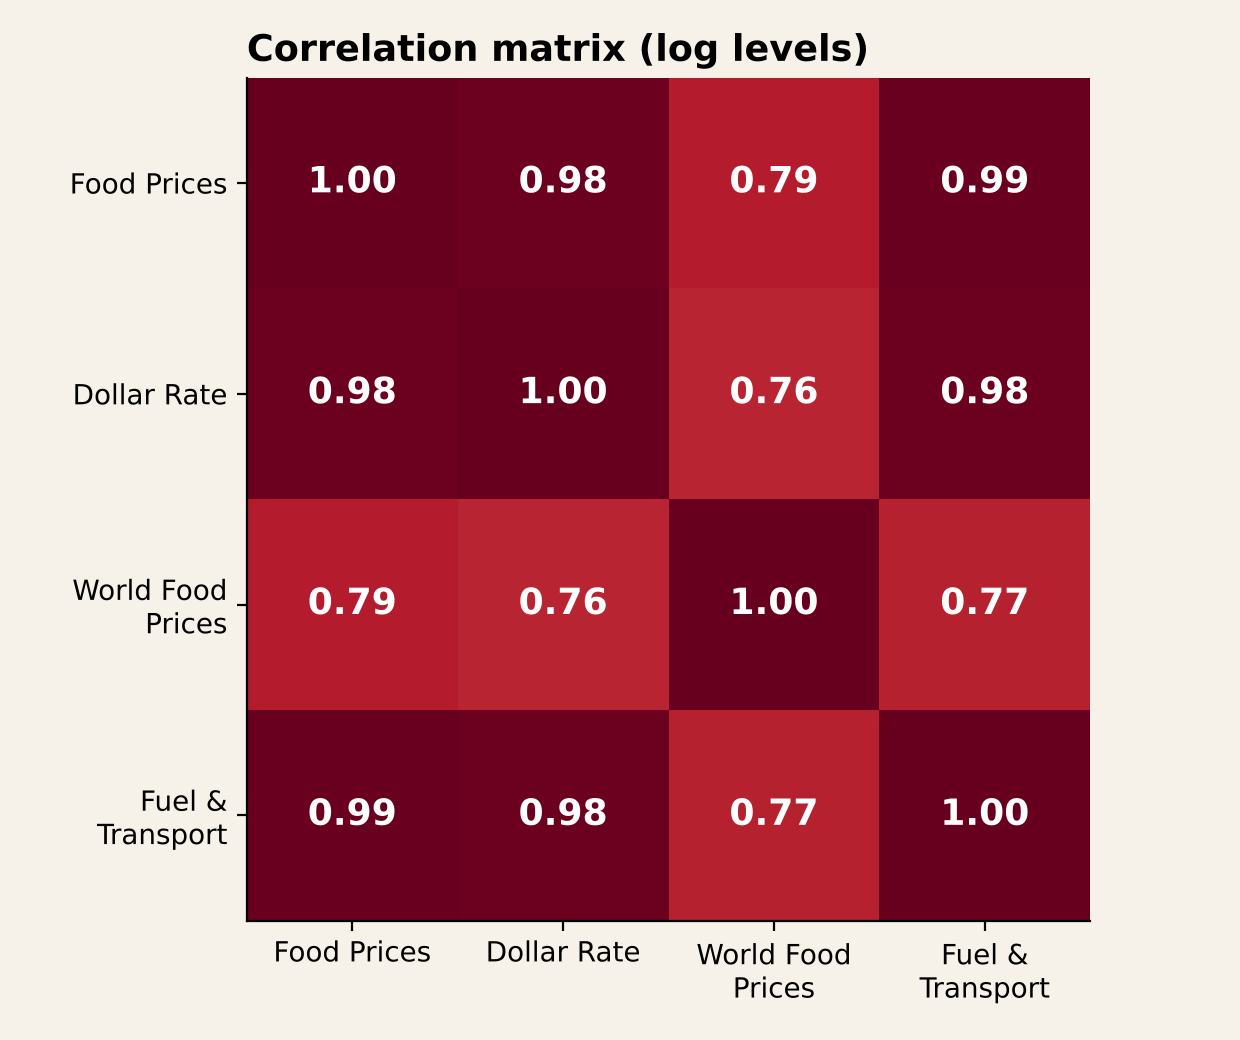 Correlation matrix (log levels)
Food Prices
1.00
0.98
0.79
0.99
Dollar Rate
0.98
1.00
0.76
0.98
World Food
Prices
0.79
0.76
1.00
0.77
Fuel &
Transport
0.99
0.98
0.77
1.00
Food Prices
Dollar Rate
World Food
Prices
Fuel &
Transport